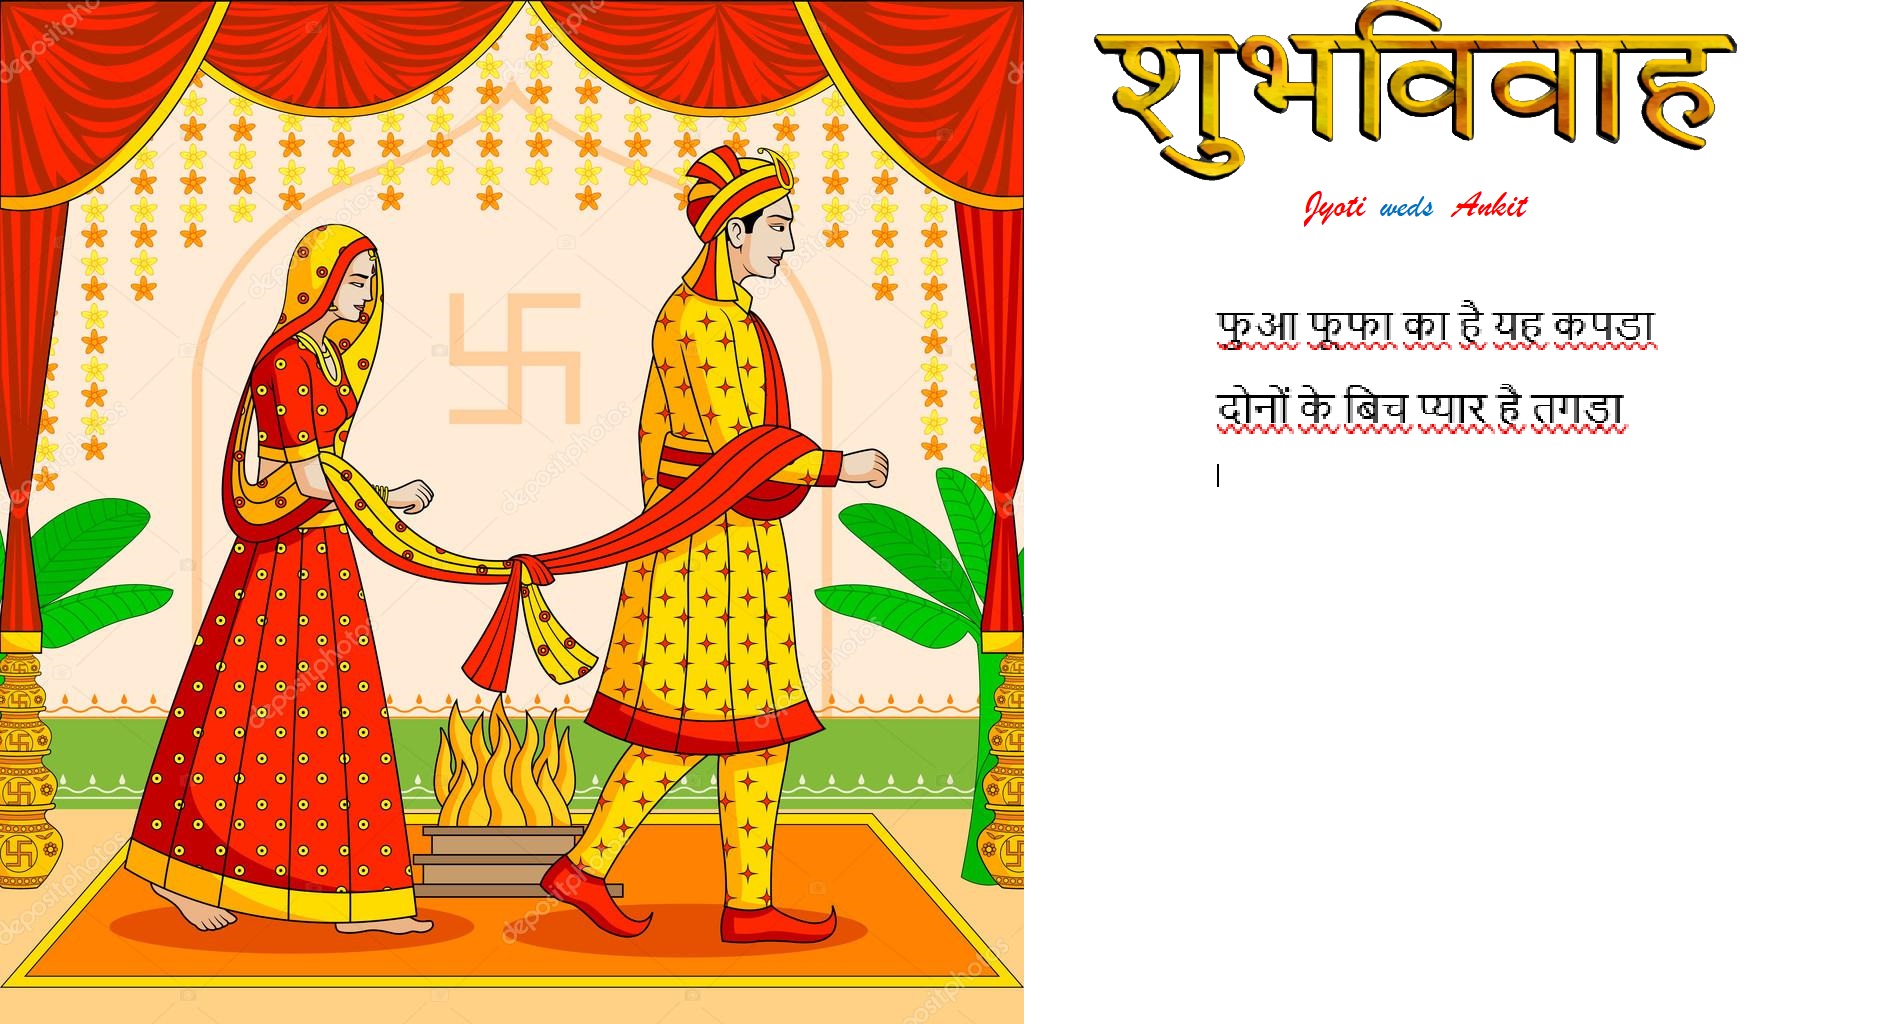 शुभविवाह
Jyoti weds Ankit
फुआ फूफा का है यह कपडा
दोनों के बिच प्यार है तगड़ा
depositphotos